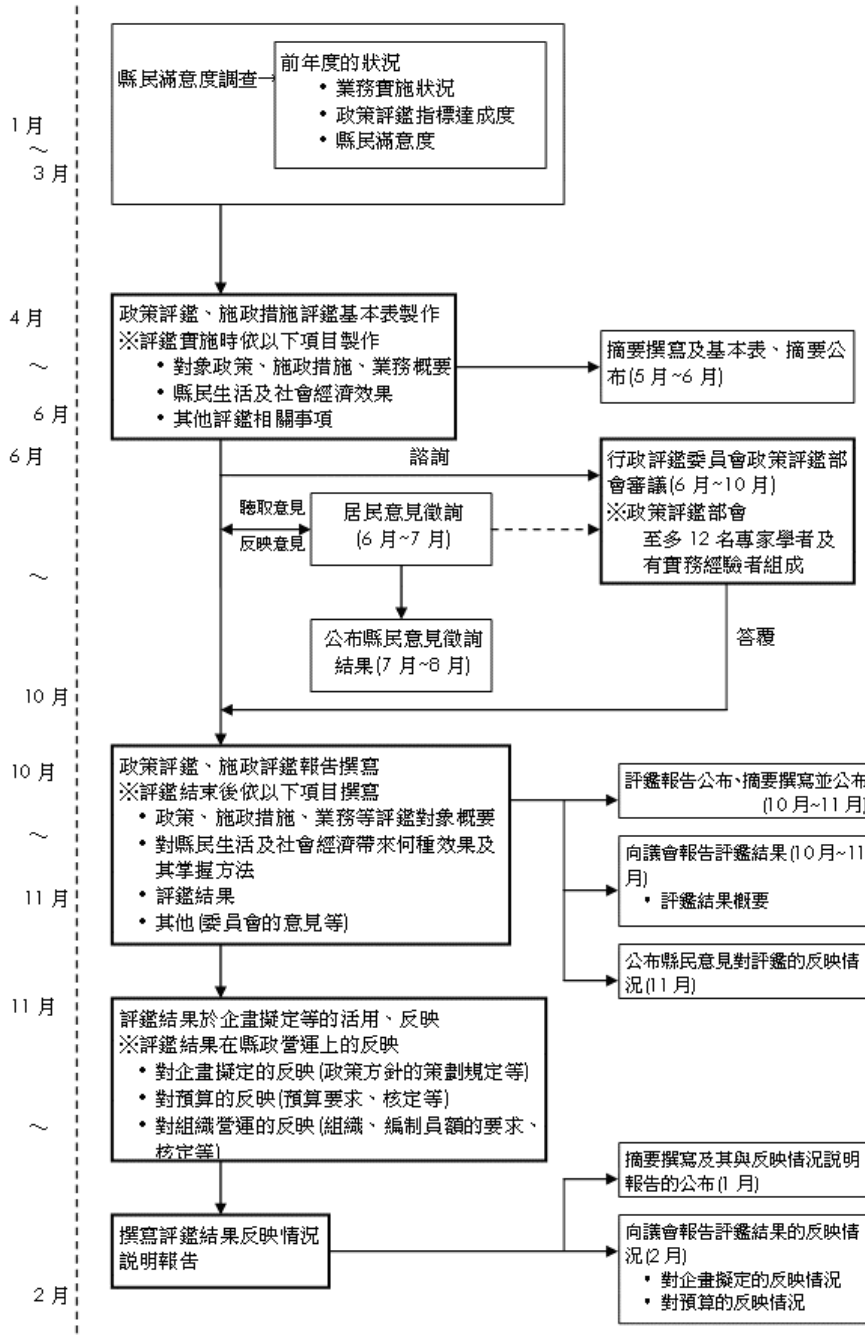 1 月
～
3 月
縣民滿意度調查
前年度的狀況
• 業務實施狀況
• 政策評鑑指標達成度
• 縣民滿意度
4 月
～
6 月
政策評鑑、施政措施評鑑基本表製作
※評鑑實施時依以下項目製作
• 對象政策、施政措施、業務概要
• 縣民生活及社會經濟效果
• 其他評鑑相關事項
摘要撰寫及基本表、摘要公
布(5 月~6 月)
6 月
～
10 月
諮詢
行政評鑑委員會政策評鑑部
會審議(6 月~10 月)
※政策評鑑部會
至多 12 名專家學者及
有實務經驗者組成
聽取意見
反映意見
居民意見徵詢
(6 月~7 月)
公布縣民意見徵詢
結果(7 月~8 月)
答覆
10 月
～
11 月
政策評鑑、施政評鑑報告撰寫
※評鑑結束後依以下項目撰寫
• 政策、施政措施、業務等評鑑對象概要
• 對縣民生活及社會經濟帶來何種效果及
其掌握方法
• 評鑑結果
• 其他(委員會的意見等)
評鑑報告公布、摘要撰寫並公布
(10 月~11 月)
向議會報告評鑑結果(10 月~11
月)
• 評鑑結果概要
公布縣民意見對評鑑的反映情
況(11 月)
11 月
～
2 月
評鑑結果於企畫擬定等的活用、反映
※評鑑結果在縣政營運上的反映
• 對企畫擬定的反映(政策方針的策劃規定等)
• 對預算的反映(預算要求、核定等)
• 對組織營運的反映(組織、編制員額的要求、
核定等)
撰寫評鑑結果反映情況
說明報告
摘要撰寫及其與反映情況說明
報告的公布(1 月)
向議會報告評鑑結果的反映情
況(2 月)
• 對企畫擬定的反映情況
• 對預算的反映情況